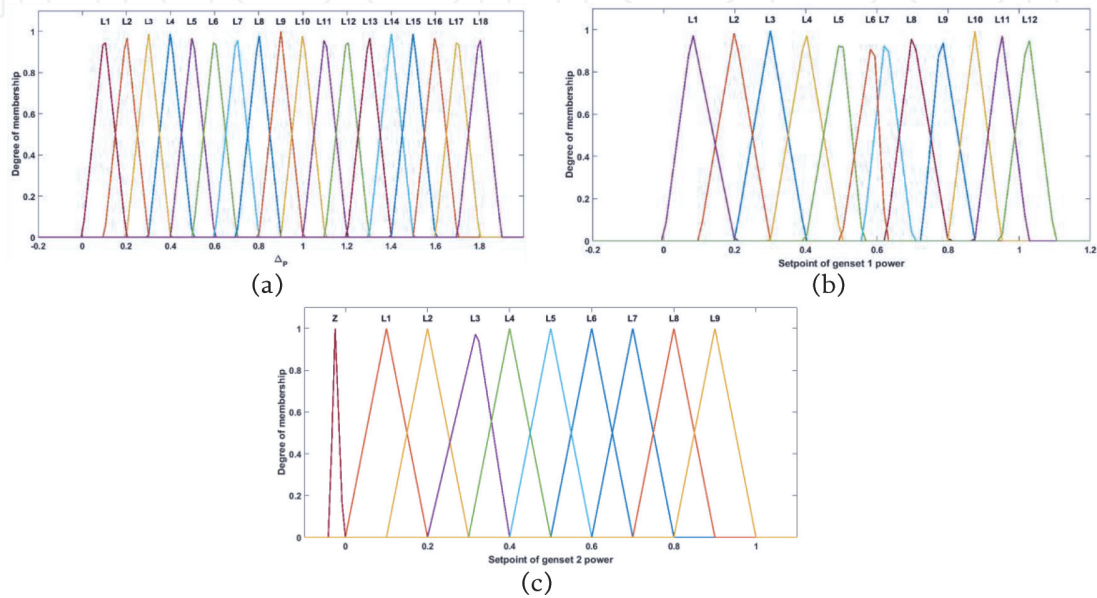 L1 L2 L3 L4 L5 L6 L7 L8 L9 L10 L11 L12 L13 L14 L15 L16 L17 L18
1
0.8
0.6
0.4
0.2
0
Degree of membership
-0.2 0 0.2 0.4 0.6 0.8 1 1.2 1.4 1.6 1.8
Δp
(a)
L1 L2 L3 L4 L5 L6 L7 L8 L9 L10 L11 L12
1
0.8
0.6
0.4
0.2
0
Degree of membership
-0.2 0 0.2 0.4 0.6 0.8 1 1.2
Setpoint of genset 1 power
(b)
Z L1 L2 L3 L4 L5 L6 L7 L8 L9
1
0.8
0.6
0.4
0.2
0
Degree of membership
0 0.2 0.4 0.6 0.8 1
Setpoint of genset 2 power
(c)